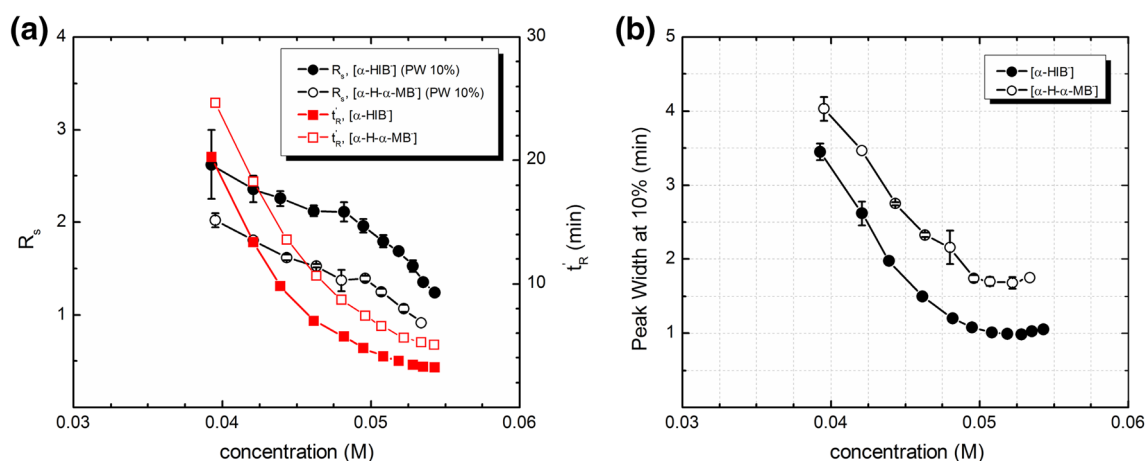 (a)
4
3
2
1
R_s
30
20
10
t'_R (min)
R_s, [α-HIB⁻] (PW 10%)
R_s, [α-H-α-MB⁻] (PW 10%)
t'_R, [α-HIB⁻]
t'_R, [α-H-α-MB⁻]
0.03 0.04 0.05 0.06
concentration (M)
(b)
5
4
3
2
1
0
Peak Width at 10% (min)
[α-HIB⁻]
[α-H-α-MB⁻]
0.03 0.04 0.05 0.06
concentration (M)